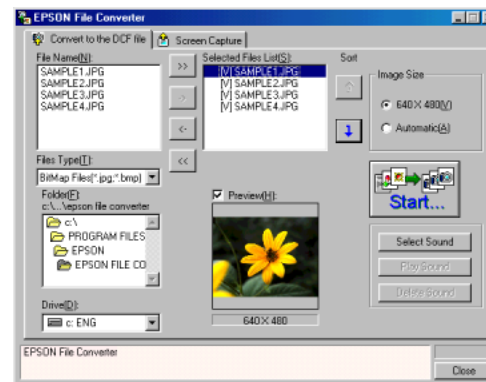 EPSON File Converter
Convert to the DCF file
Screen Capture
File Name(N):
SAMPLE1.JPG
SAMPLE2.JPG
SAMPLE3.JPG
SAMPLE4.JPG
>>
>
<
<<
Selected Files List(S):
[V] SAMPLE1.JPG
[V] SAMPLE2.JPG
[V] SAMPLE3.JPG
[V] SAMPLE4.JPG
Sort
Image Size
640 X 480(V)
Automatic(A)
Files Type(T):
BitMap Files(*.jpg;*.bmp)
Folder(F):
c:\...\epson file converter
c:\
PROGRAM FILES
EPSON
EPSON FILE CO
Drive(D):
c: ENG
Preview(H):
640 X 480
Start...
Select Sound
Play Sound
Delete Sound
EPSON File Converter
Close